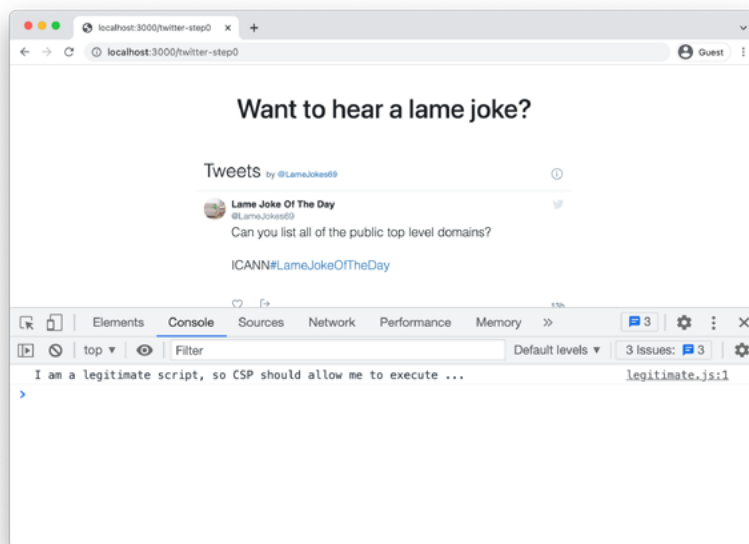 localhost:3000/twitter-step0
localhost:3000/twitter-step0
Guest
Want to hear a lame joke?
Tweets by @LameJokes69
Lame Joke Of The Day
@LameJokes69
Can you list all of the public top level domains?
ICANN#LameJokeOfTheDay
13h
Elements Console Sources Network Performance Memory » 3
top ▼ Filter Default levels ▼ 3 Issues: 3
I am a legitimate script, so CSP should allow me to execute ... legitimate.js:1